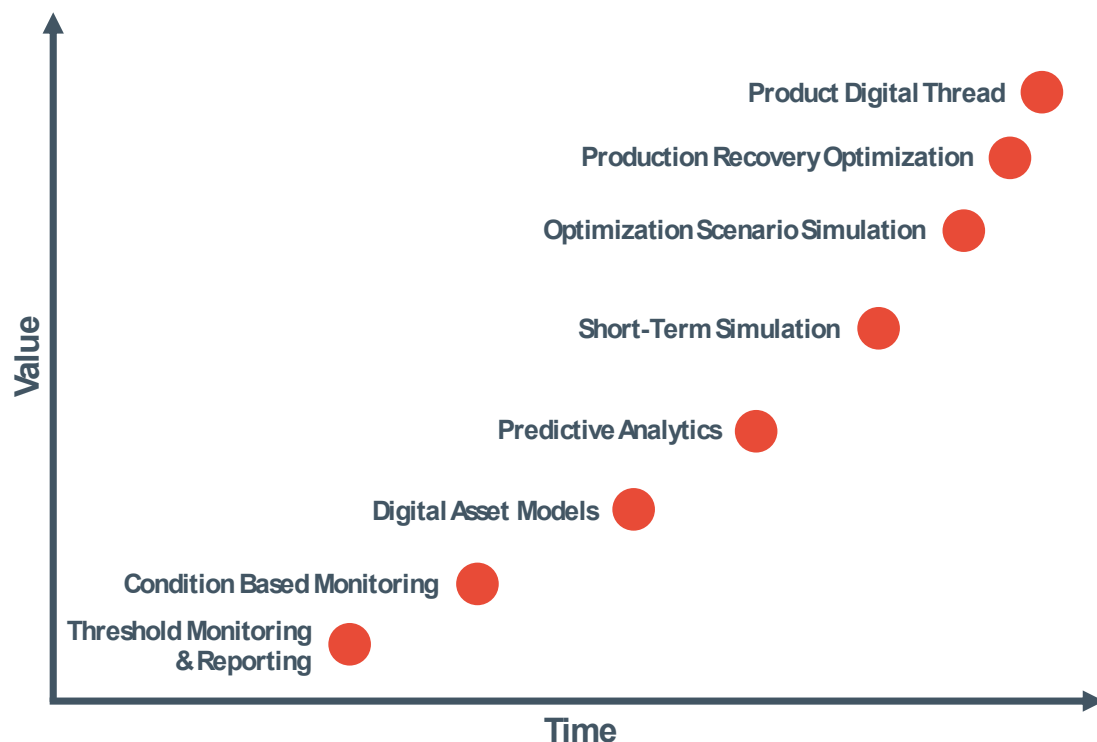 Product Digital Thread
Production Recovery Optimization
Optimization Scenario Simulation
Short-Term Simulation
Value
Predictive Analytics
Digital Asset Models
Condition Based Monitoring
Threshold Monitoring
& Reporting
Time